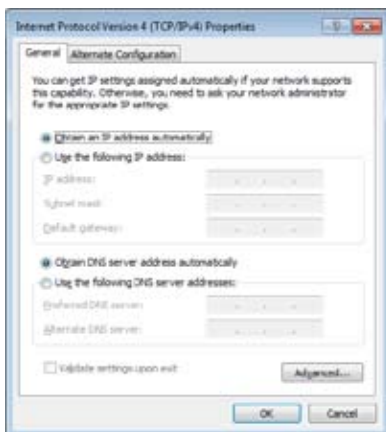 Internet Protocol Version 4 (TCP/IPv4) Properties
General
Alternate Configuration
You can get IP settings assigned automatically if your network supports
this capability. Otherwise, you need to ask your network administrator
for the appropriate IP settings.
Obtain an IP address automatically
Use the following IP address:
IP address:
Subnet mask:
Default gateway:
Obtain DNS server address automatically
Use the following DNS server addresses:
Preferred DNS server:
Alternate DNS server:
Validate settings upon exit
Advanced...
OK
Cancel